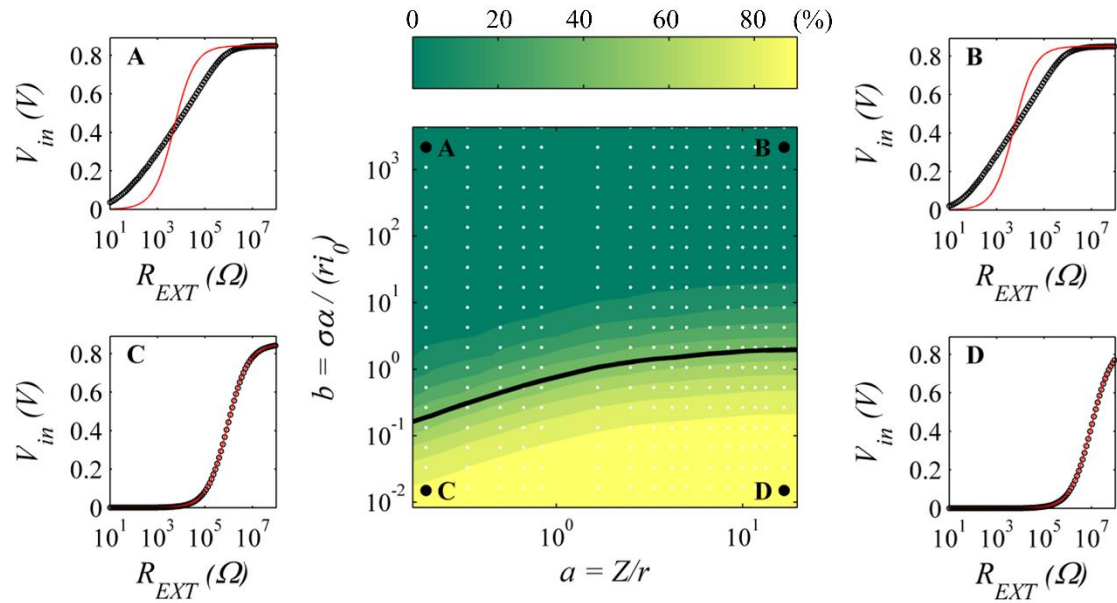 0 20 40 60 80 (%)
A
V_in (V)
0.8
0.6
0.4
0.2
0
10^1 10^3 10^5 10^7
R_EXT (Ω)
B
V_in (V)
0.8
0.6
0.4
0.2
0
10^1 10^3 10^5 10^7
R_EXT (Ω)
C
V_in (V)
0.8
0.6
0.4
0.2
0
10^1 10^3 10^5 10^7
R_EXT (Ω)
D
V_in (V)
0.8
0.6
0.4
0.2
0
10^1 10^3 10^5 10^7
R_EXT (Ω)
A B
C D
b = σα / (ri_0)
10^3
10^2
10^1
10^0
10^-1
10^-2
10^0 10^1
a = Z/r